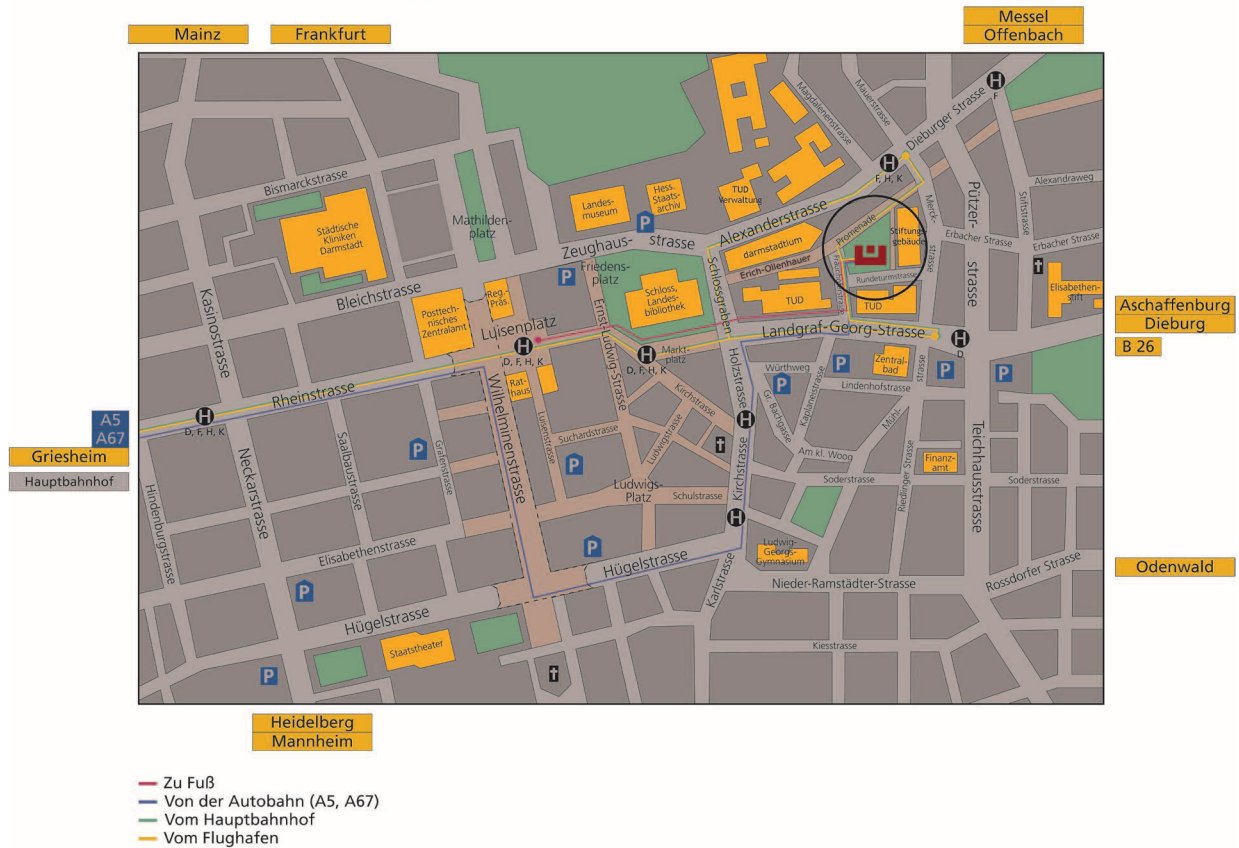 Mainz
Frankfurt
Messel
Offenbach
Magdalenenstrasse
Mauerstrasse
Dieburger Strasse
H
F
H
F, H, K
Bismarckstrasse
Städtische
Kliniken
Darmstadt
Mathilden-
platz
Landes-
museum
Hess.
Staats-
archiv
TUD
Verwaltung
P
Alexanderstrasse
Alexandraweg
Stiftstrasse
Pützer-
strasse
Merck-
strasse
Promenade
Stiftungs-
gebäude
Erbacher Strasse
Erbacher Strasse
Zeughaus-
strasse
darmstadtium
Erich-Ollenhauer
Rundeturmstrasse
Elisabethen-
stift
Kasinostrasse
Bleichstrasse
P
Friedens-
platz
Schlossgraben
Posttech-
nisches
Zentralamt
Reg.-
Präs.
Schloss,
Landes-
bibliothek
TUD
TUD
Aschaffenburg
Dieburg
B 26
Luisenplatz
H
D, F, H, K
Ernst-Ludwig-Strasse
Markt-
platz
H
D, F, H, K
Landgraf-Georg-Strasse
H
D
Rat-
haus
Holzstrasse
Würthweg
P
P
Zentral-
bad
strasse
P
P
Lindenhofstrasse
Rheinstrasse
H
D, F, H, K
A5
A67
Griesheim
Hauptbahnhof
Wilhelminenstrasse
Luisenstrasse
Kirchstrasse
Gr. Bachgasse
Kaplaneistrasse
Mühl-
H
Suchardstrasse
Ludwigstrasse
Saalbaustrasse
Grafenstrasse
P
P
Neckarstrasse
Hindenburgstrasse
Ludwigs-
Platz
Schulstrasse
Kirchstrasse
Am kl. Woog
Soderstrasse
Riedlinger Strasse
Finanz-
amt
Soderstrasse
Teichhausstrasse
H
Elisabethenstrasse
P
Hügelstrasse
Ludwig-
Georgs-
Gymnasium
Karlstrasse
Nieder-Ramstädter-Strasse
Rossdorfer Strasse
Odenwald
P
Hügelstrasse
Staatstheater
Kiesstrasse
P
Heidelberg
Mannheim
Zu Fuß
Von der Autobahn (A5, A67)
Vom Hauptbahnhof
Vom Flughafen